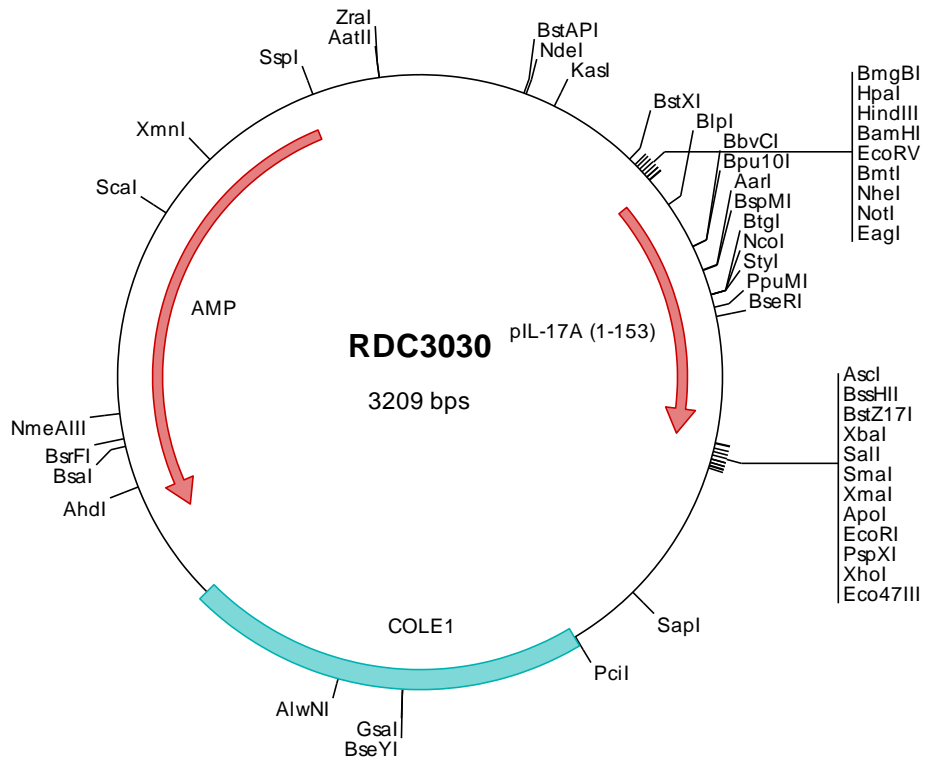 ZraI
AatII
SspI
XmnI
ScaI
BstAPI
NdeI
KasI
BstXI
BlpI
BbvCI
Bpu10I
AarI
BspMI
BtgI
NcoI
StyI
PpuMI
BseRI
BmgBI
HpaI
HindIII
BamHI
EcoRV
BmtI
NheI
NotI
EagI
AMP
pIL-17A (1-153)
RDC3030
3209 bps
AscI
BssHII
BstZ17I
XbaI
SalI
SmaI
XmaI
ApoI
EcoRI
PspXI
XhoI
Eco47III
NmeAIII
BsrFI
BsaI
AhdI
COLE1
SapI
PciI
AlwNI
GsaI
BseYI